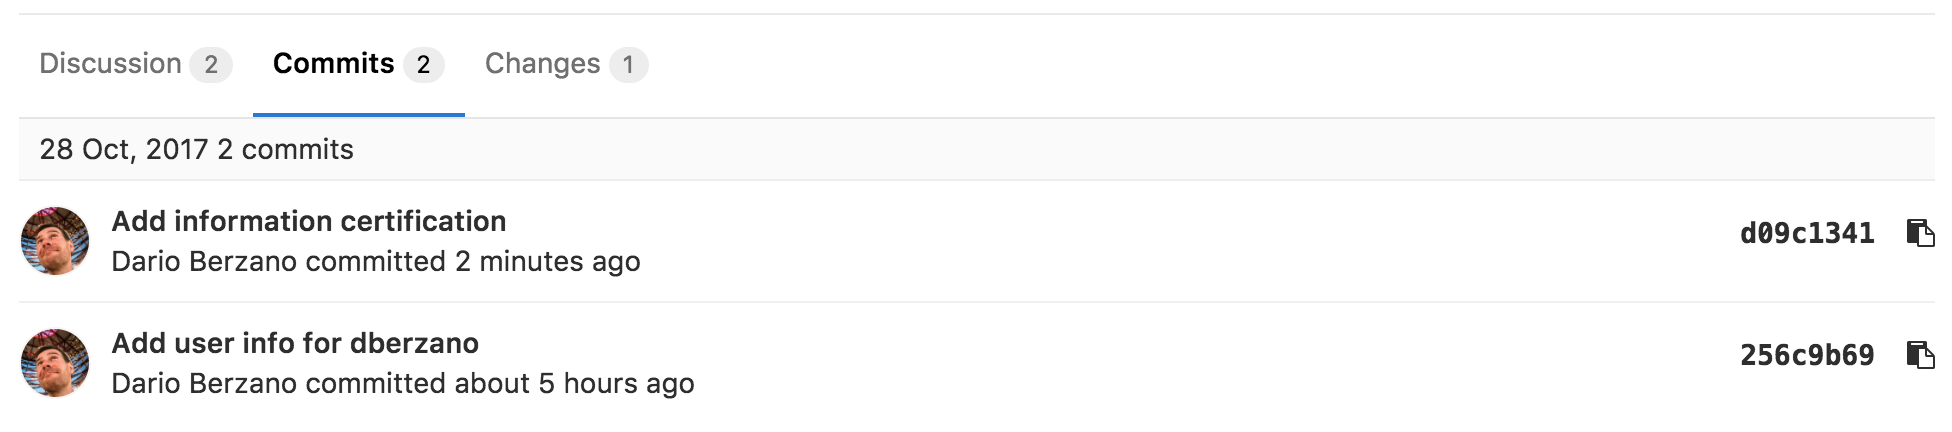 Discussion 2 Commits 2 Changes 1
28 Oct, 2017 2 commits
Add information certification
Dario Berzano committed 2 minutes ago
d09c1341
Add user info for dberzano
Dario Berzano committed about 5 hours ago
256c9b69